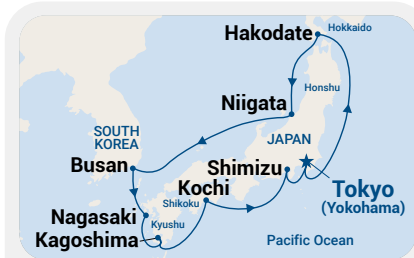 Hokkaido
Hakodate
Honshu
Niigata
SOUTH
KOREA
JAPAN
Busan
Shimizu
Kochi
Tokyo
(Yokohama)
Shikoku
Nagasaki
Kyushu
Kagoshima
Pacific Ocean